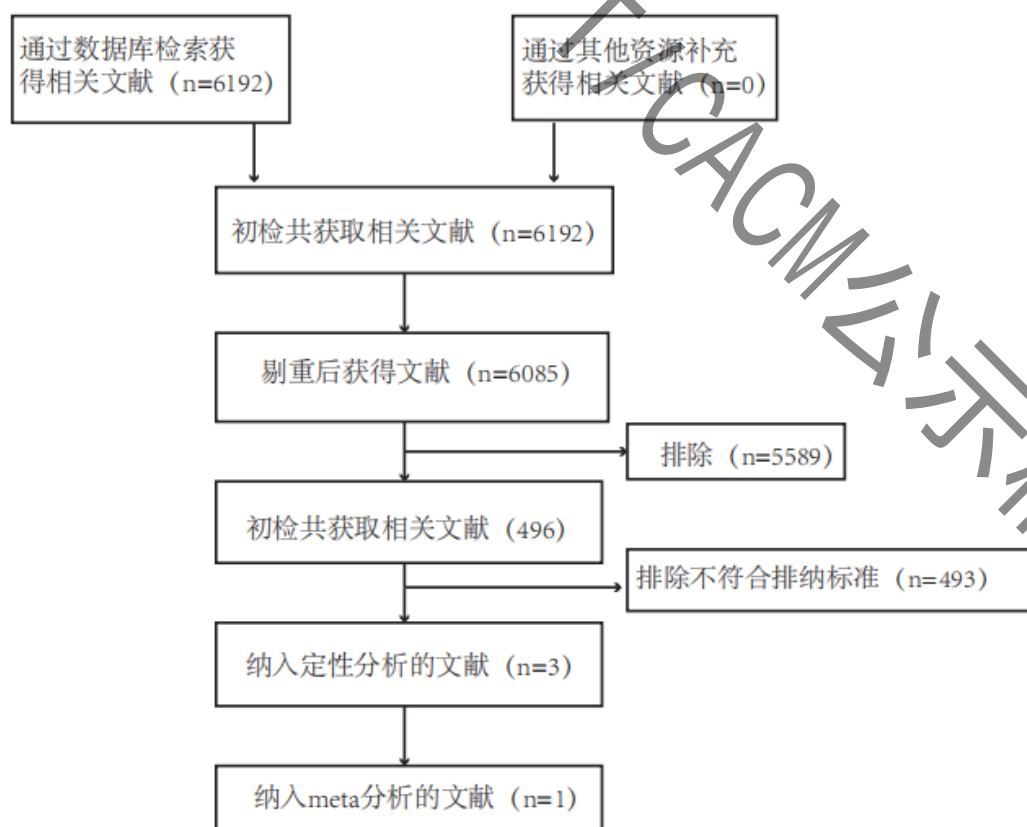 通过数据库检索获
得相关文献（n=6192）
通过其他资源补充
获得相关文献（n=0）
初检共获取相关文献（n=6192）
剔重后获得文献（n=6085）
排除（n=5589）
初检共获取相关文献（496）
排除不符合排纳标准（n=493）
纳入定性分析的文献（n=3）
纳入meta分析的文献（n=1）
T/CACM公示